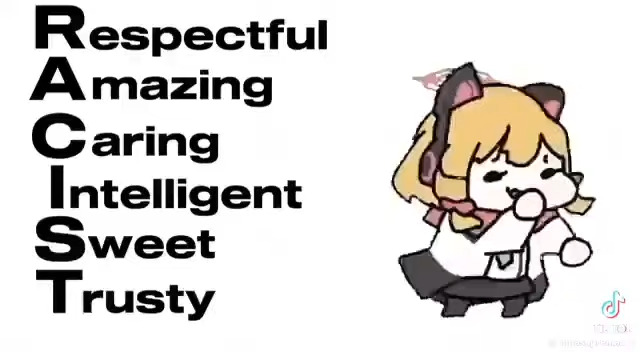 Respectful
Amazing
Caring
Intelligent
Sweet
Trusty